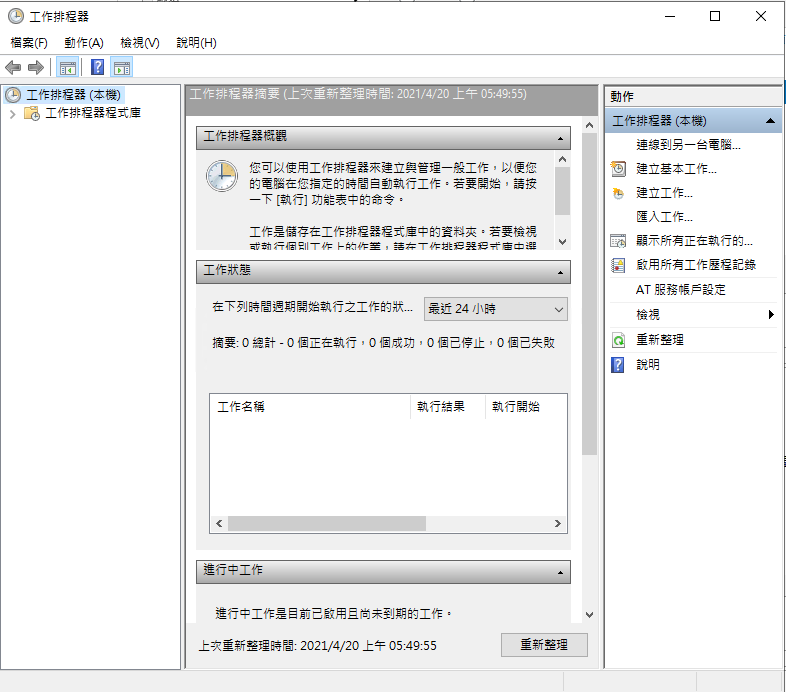 工作排程器
檔案(F) 動作(A) 檢視(V) 說明(H)
工作排程器 (本機)
工作排程器程式庫
工作排程器摘要 (上次重新整理時間: 2021/4/20 上午 05:49:55)
工作排程器概觀
您可以使用工作排程器來建立與管理一般工作，以便您
的電腦在您指定的時間自動執行工作。若要開始，請按
一下 [執行] 功能表中的命令。
工作是儲存在工作排程器程式庫中的資料夾。若要檢視
或執行個別工作上的作業，請在工作排程器程式庫中選
工作狀態
在下列時間週期開始執行之工作的狀... 最近 24 小時
摘要: 0 總計 - 0 個正在執行，0 個成功，0 個已停止，0 個已失敗
工作名稱 執行結果 執行開始
進行中工作
進行中工作是目前已啟用且尚未到期的工作。
上次重新整理時間: 2021/4/20 上午 05:49:55 重新整理
動作
工作排程器 (本機)
連線到另一台電腦...
建立基本工作...
建立工作...
匯入工作...
顯示所有正在執行的...
啟用所有工作歷程記錄
AT 服務帳戶設定
檢視
重新整理
說明